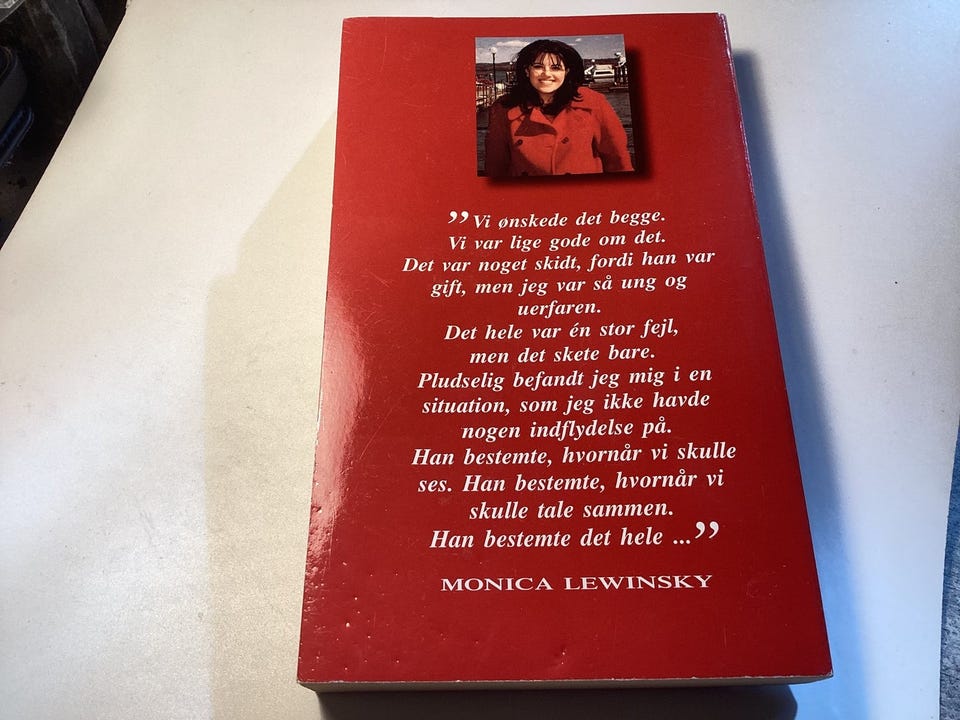 ”Vi ønskede det begge.
Vi var lige gode om det.
Det var noget skidt, fordi han var
gift, men jeg var så ung og
uerfaren.
Det hele var én stor fejl,
men det skete bare.
Pludselig befandt jeg mig i en
situation, som jeg ikke havde
nogen indflydelse på.
Han bestemte, hvornår vi skulle
ses. Han bestemte, hvornår vi
skulle tale sammen.
Han bestemte det hele ...”
MONICA LEWINSKY